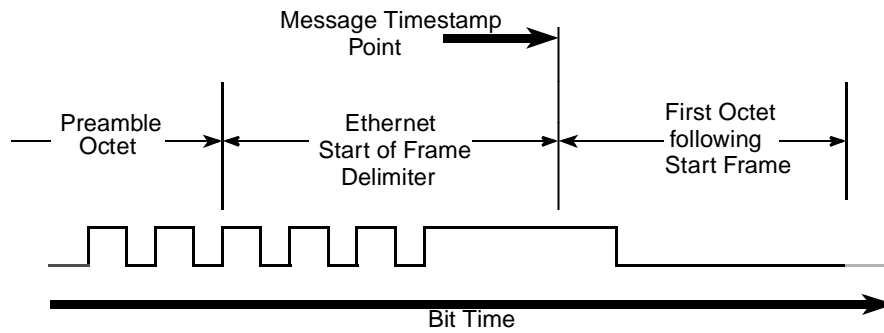 Message Timestamp
Point
Preamble
Octet
Ethernet
Start of Frame
Delimiter
First Octet
following
Start Frame
Bit Time